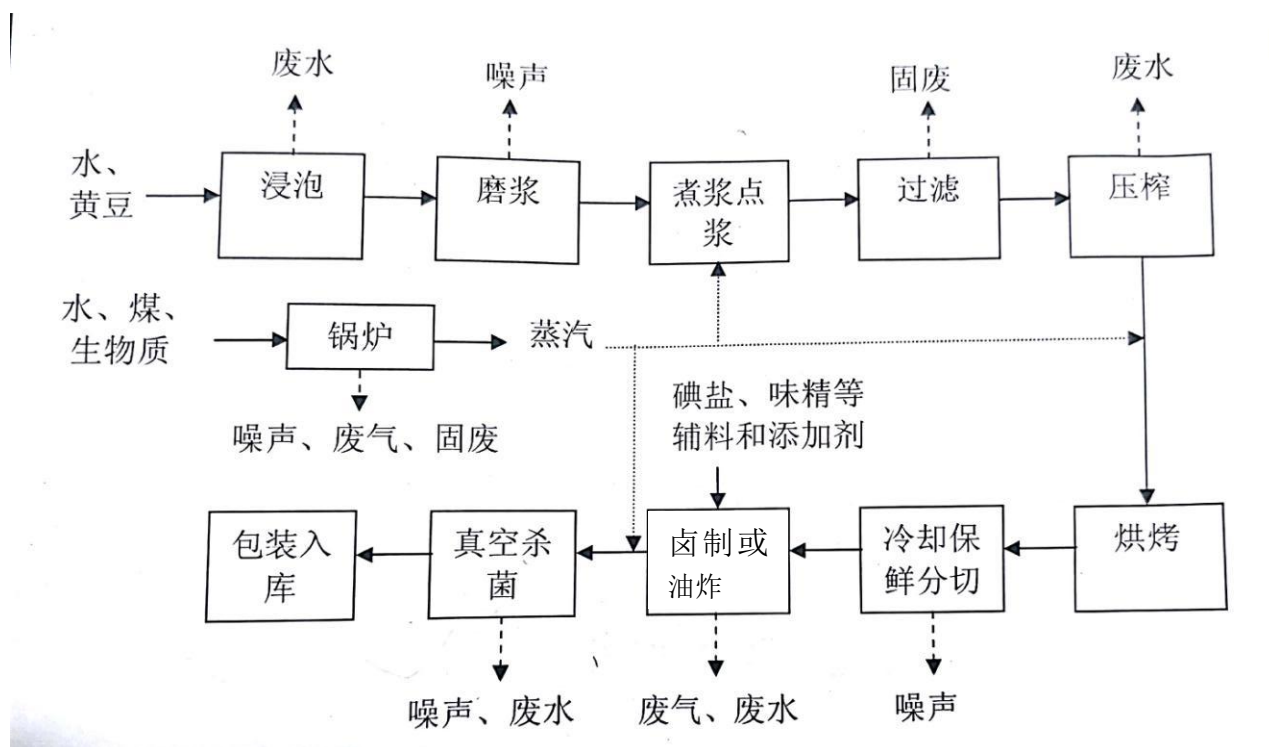 废水
噪声
固废
废水
水、
黄豆
浸泡
磨浆
煮浆点
浆
过滤
压榨
水、煤、
生物质
锅炉
蒸汽
噪声、废气、固废
碘盐、味精等
辅料和添加剂
包装入
库
真空杀
菌
卤制或
油炸
冷却保
鲜分切
烘烤
噪声、废水
废气、废水
噪声